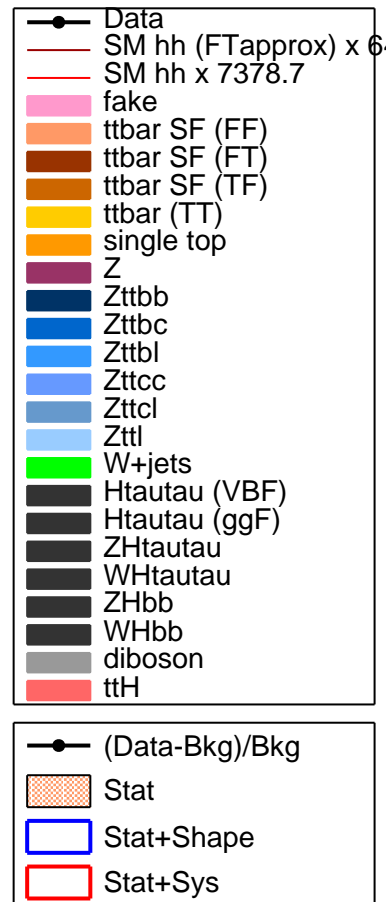 Data
SM hh (FTapprox) x 64
SM hh x 7378.7
fake
ttbar SF (FF)
ttbar SF (FT)
ttbar SF (TF)
ttbar (TT)
single top
Z
Zttbb
Zttbc
Zttbl
Zttcc
Zttcl
Zttl
W+jets
Htautau (VBF)
Htautau (ggF)
ZHtautau
WHtautau
ZHbb
WHbb
diboson
ttH
(Data-Bkg)/Bkg
Stat
Stat+Shape
Stat+Sys